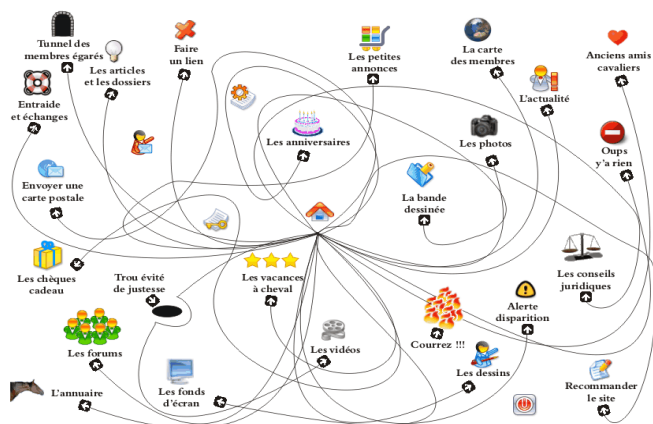 Tunnel des
membres égarés
Faire
un lien
Les petites
annonces
La carte
des membres
Anciens amis
cavaliers
Les articles
et les dossiers
Entraide
et échanges
L'actualité
Les anniversaires
Les photos
Oups
y'a rien
Envoyer une
carte postale
La bande
dessinée
Les chèques
cadeau
Trou évité
de justesse
Les vacances
à cheval
Les conseils
juridiques
Alerte
disparition
Les forums
Les vidéos
Courrez !!!
L'annuaire
Les fonds
d'écran
Les dessins
Recommander
le site